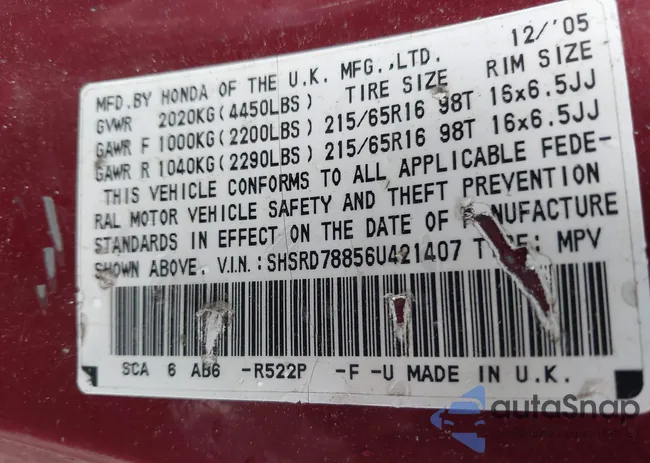 12/'05
MFD.BY HONDA OF THE U.K. MFG.,LTD.
GVWR 2020KG(4450LBS) TIRE SIZE RIM SIZE
GAWR F 1000KG(2200LBS) 215/65R16 98T 16x6.5JJ
GAWR R 1040KG(2290LBS) 215/65R16 98T 16x6.5JJ
THIS VEHICLE CONFORMS TO ALL APPLICABLE FEDE-
RAL MOTOR VEHICLE SAFETY AND THEFT PREVENTION
STANDARDS IN EFFECT ON THE DATE OF MANUFACTURE
SHOWN ABOVE. V.I.N.:SHSRD78856U421407 TYPE: MPV
SCA 6 AB6 -R522P -F -U MADE IN U.K.
autoSnap